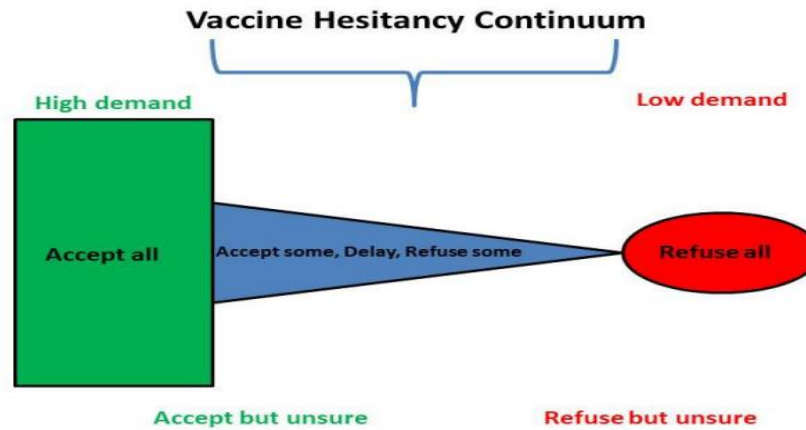 Vaccine Hesitancy Continuum
High demand
Low demand
Accept all
Accept some, Delay, Refuse some
Refuse all
Accept but unsure
Refuse but unsure